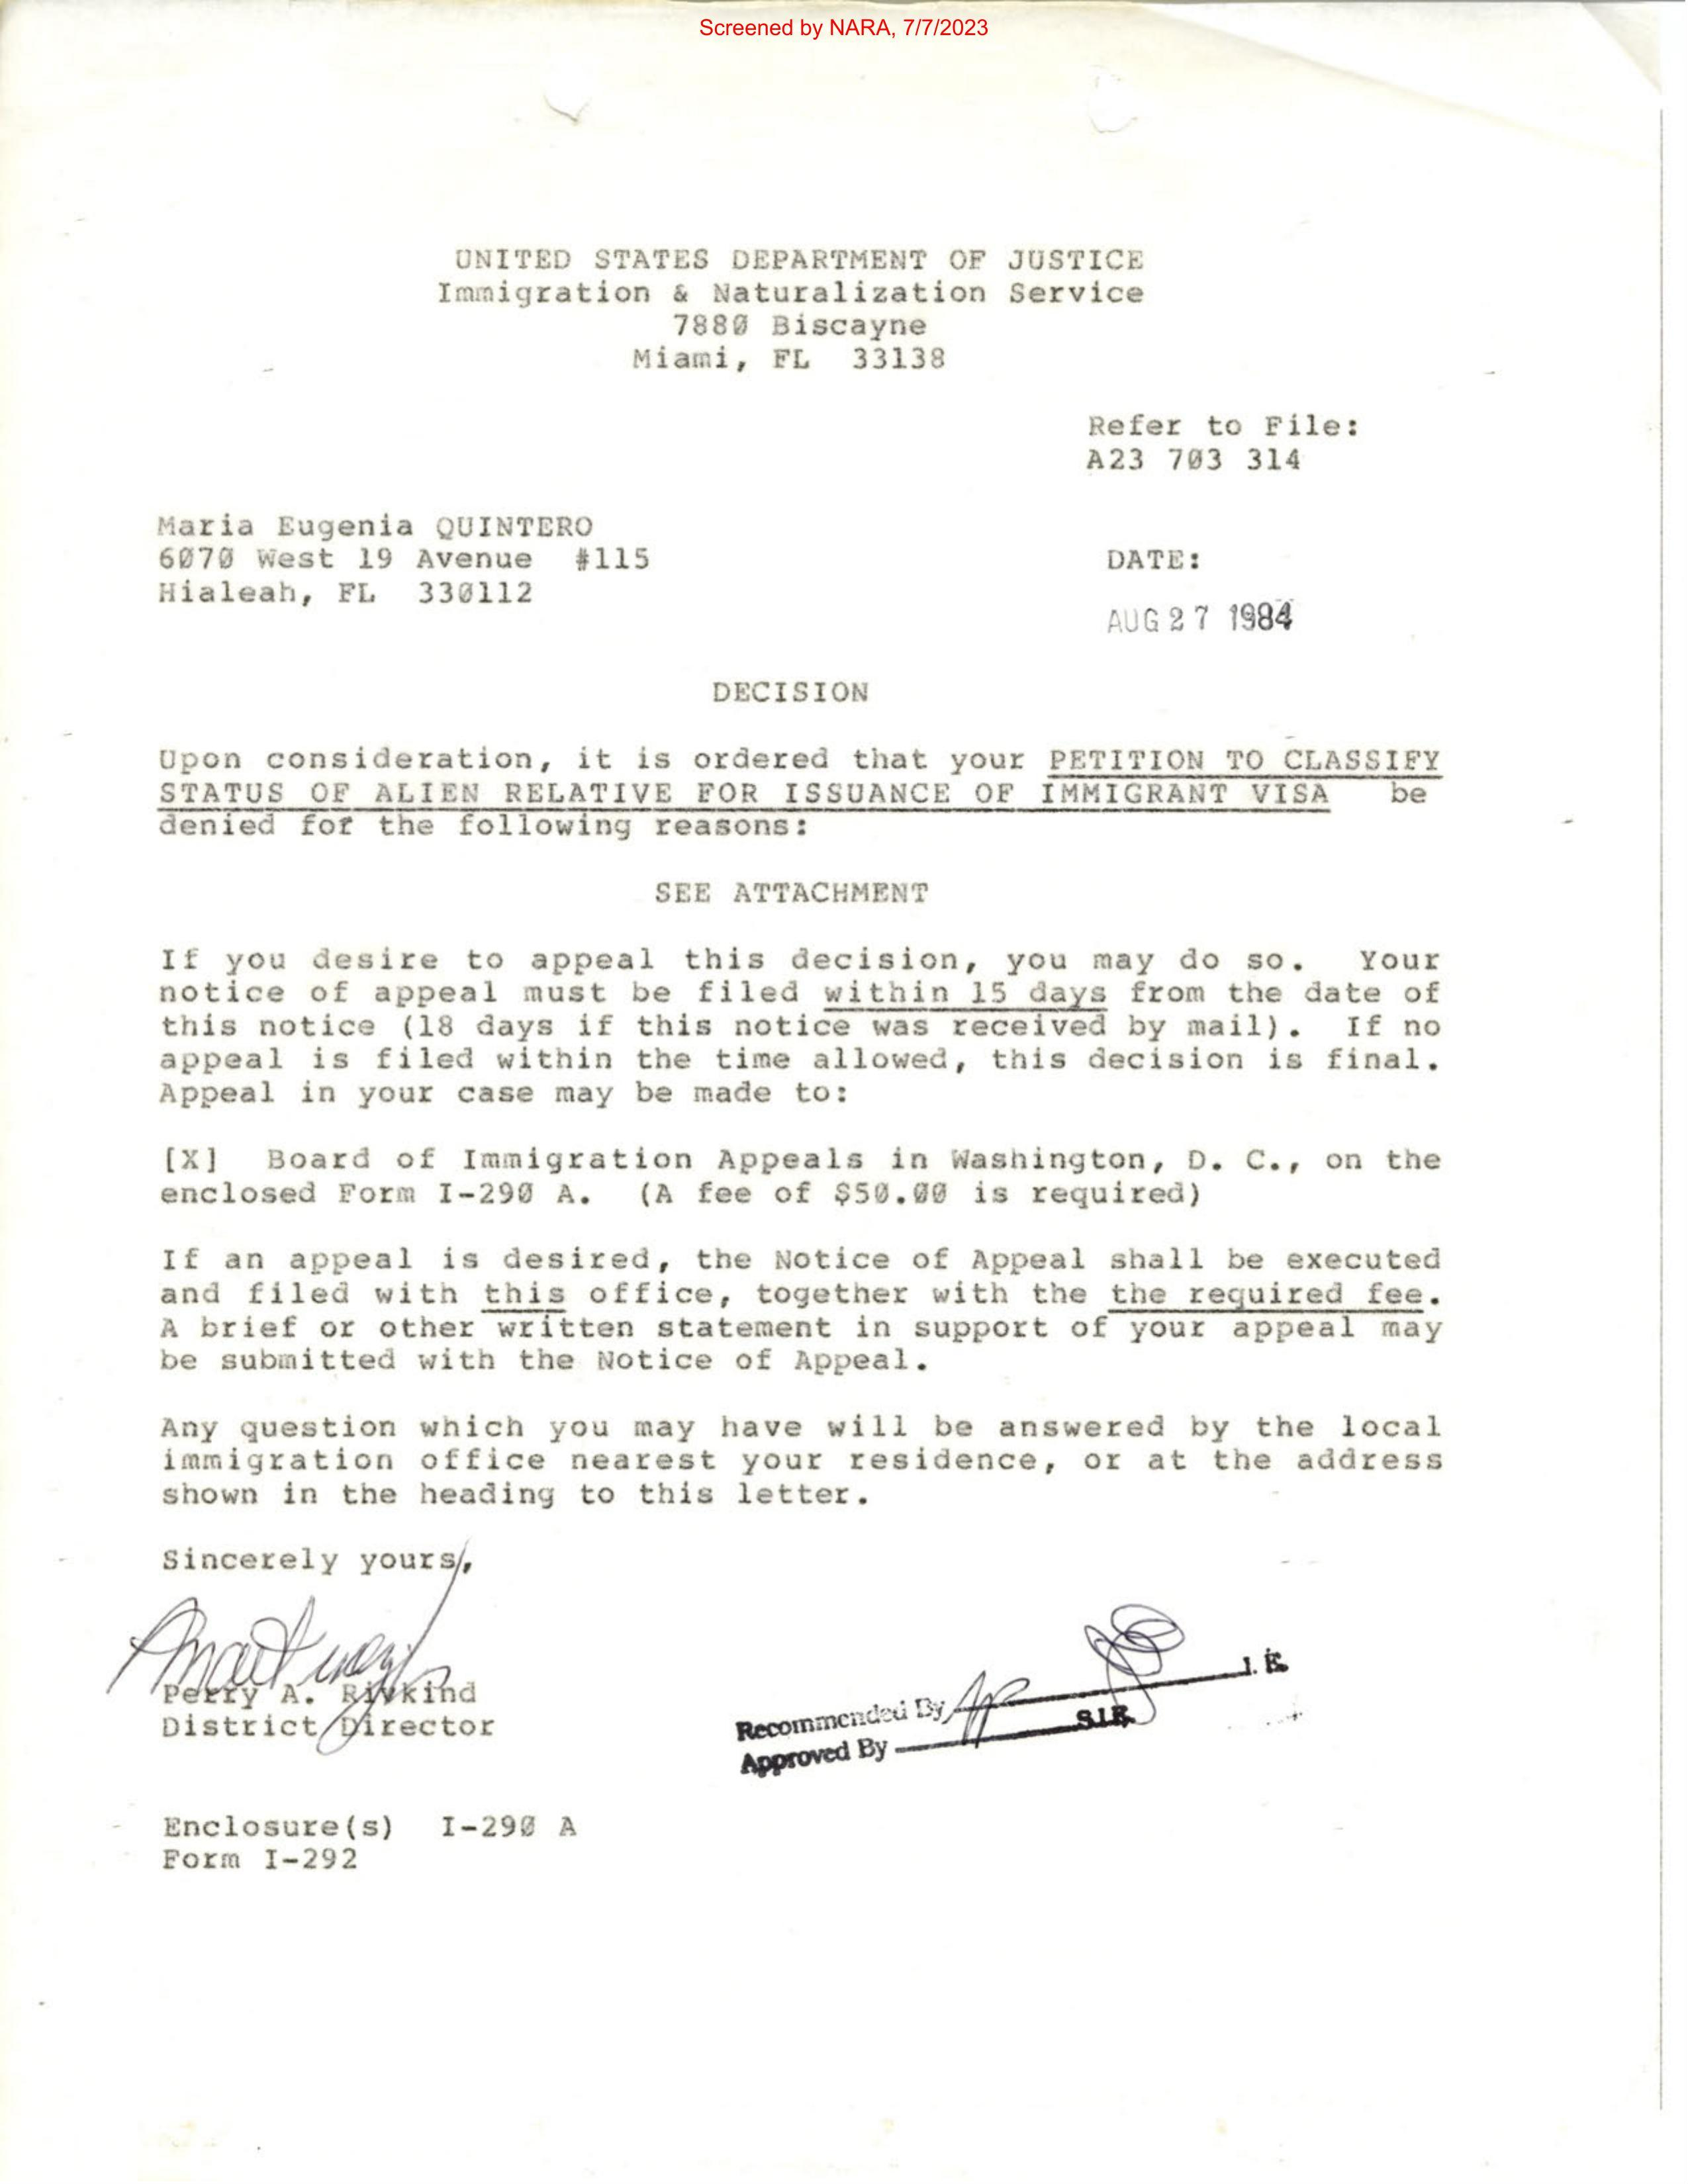 Screened by NARA, 7/7/2023
UNITED STATES DEPARTMENT OF JUSTICE
Immigration & Naturalization Service
7880 Biscayne
Miami, FL 33138
Refer to File:
A23 703 314
Maria Eugenia QUINTERO
6070 West 19 Avenue #115
Hialeah, FL 330112
DATE:
AUG 27 1984
DECISION
Upon consideration, it is ordered that your PETITION TO CLASSIFY
STATUS OF ALIEN RELATIVE FOR ISSUANCE OF IMMIGRANT VISA be
denied for the following reasons:
SEE ATTACHMENT
If you desire to appeal this decision, you may do so. Your
notice of appeal must be filed within 15 days from the date of
this notice (18 days if this notice was received by mail). If no
appeal is filed within the time allowed, this decision is final.
Appeal in your case may be made to:
[X] Board of Immigration Appeals in Washington, D. C., on the
enclosed Form I-290 A. (A fee of $50.00 is required)
If an appeal is desired, the Notice of Appeal shall be executed
and filed with this office, together with the the required fee.
A brief or other written statement in support of your appeal may
be submitted with the Notice of Appeal.
Any question which you may have will be answered by the local
immigration office nearest your residence, or at the address
shown in the heading to this letter.
Sincerely yours,
Perry A. Rivkind
District Director
Recommended By I. E.
Approved By S.I.E.
Enclosure(s) I-290 A
Form I-292